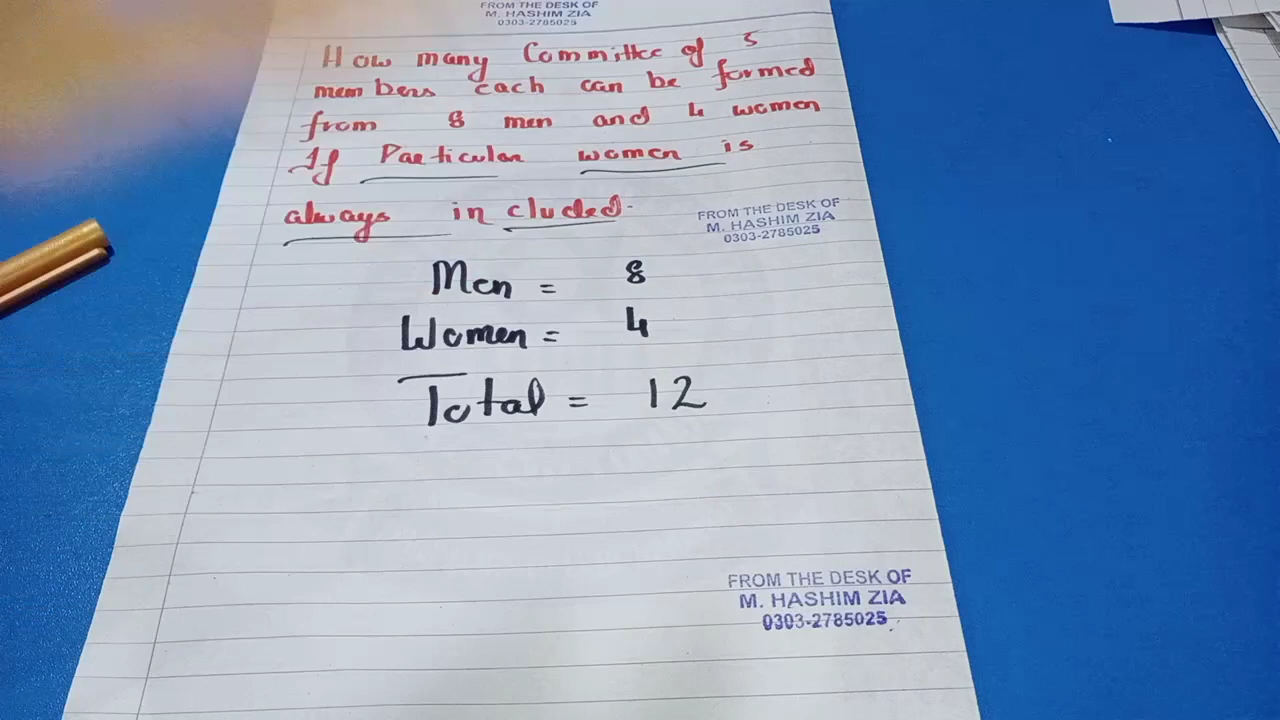 FROM THE DESK OF
M. HASHIM ZIA
0303-2785025
How many Committee of 5
members each can be formed
from 8 men and 4 women
If Particular women is
always included.
FROM THE DESK OF
M. HASHIM ZIA
0303-2785025
Men = 8
Women = 4
Total = 12
FROM THE DESK OF
M. HASHIM ZIA
0303-2785025